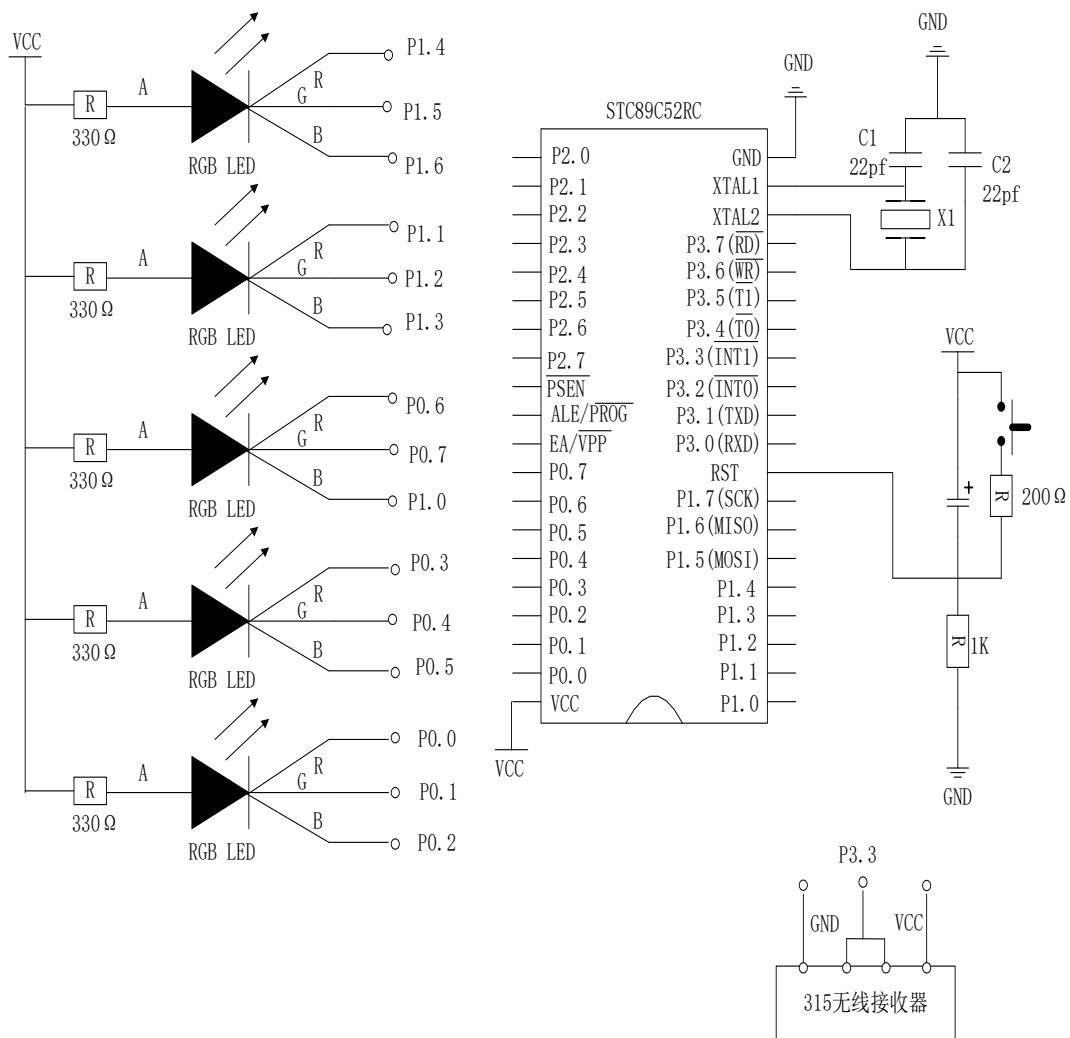 VCC
R
330Ω
A
RGB LED
R
G
B
P1.4
P1.5
P1.6
R
330Ω
A
RGB LED
R
G
B
P1.1
P1.2
P1.3
R
330Ω
A
RGB LED
R
G
B
P0.6
P0.7
P1.0
R
330Ω
A
RGB LED
R
G
B
P0.3
P0.4
P0.5
R
330Ω
A
RGB LED
R
G
B
P0.0
P0.1
P0.2
STC89C52RC
P2.0
P2.1
P2.2
P2.3
P2.4
P2.5
P2.6
P2.7
PSEN
ALE/PROG
EA/VPP
P0.7
P0.6
P0.5
P0.4
P0.3
P0.2
P0.1
P0.0
VCC
VCC
GND
XTAL1
XTAL2
P3.7(RD)
P3.6(WR)
P3.5(T1)
P3.4(T0)
P3.3(INT1)
P3.2(INT0)
P3.1(TXD)
P3.0(RXD)
RST
P1.7(SCK)
P1.6(MISO)
P1.5(MOSI)
P1.4
P1.3
P1.2
P1.1
P1.0
GND
GND
C1
22pf
C2
22pf
X1
VCC
+
R
200Ω
R
1K
GND
P3.3
GND
VCC
315无线接收器